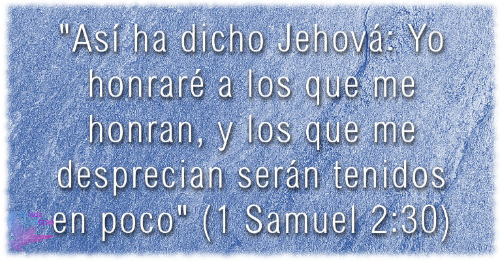 "Así ha dicho Jehová: Yo
honraré a los que me
honran, y los que me
desprecian serán tenidos
en poco" (1 Samuel 2:30)